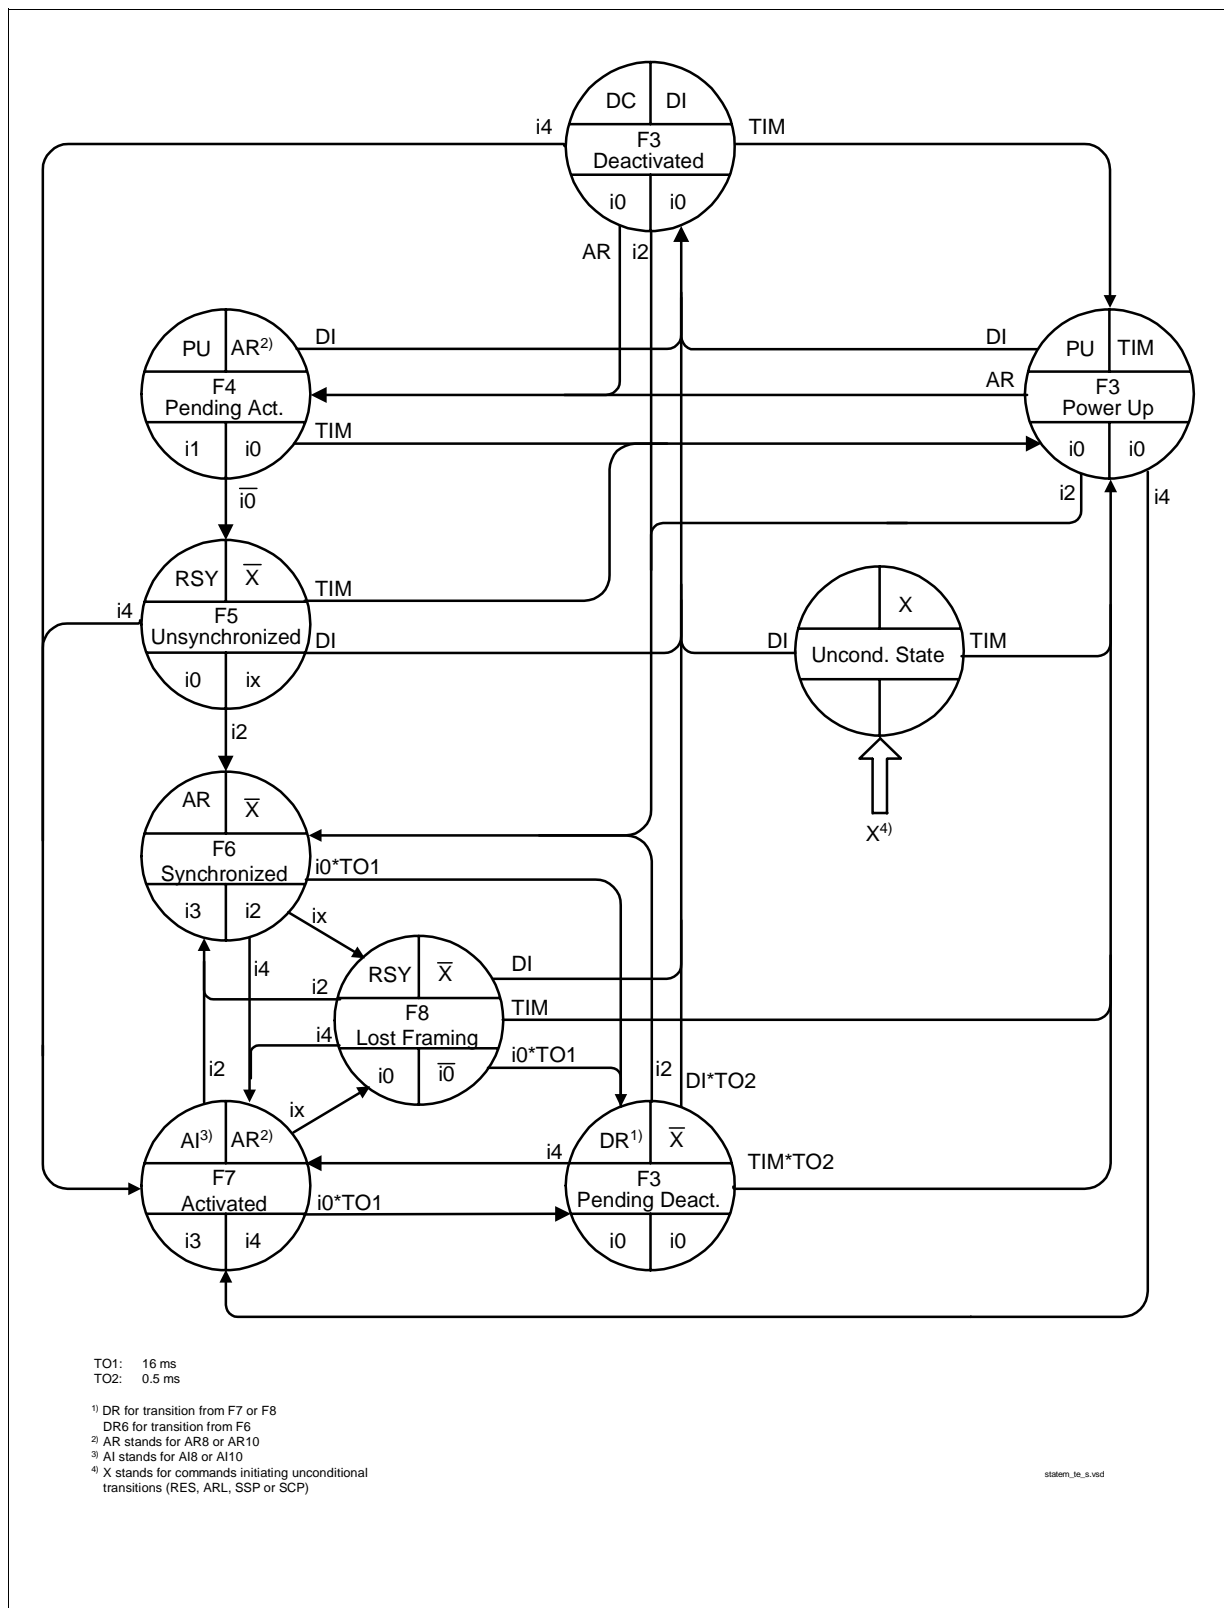 DC DI
i4 TIM
F3
Deactivated
i0 i0
AR i2
PU AR2)
DI
F4
Pending Act.
TIM
i1 i0
i̅0̅
DI
PU TIM
AR
F3
Power Up
i0 i0
i2 i4
RSY X̅
TIM
i4
F5
Unsynchronized
DI
i0 ix
i2
X
DI Uncond. State TIM
X4)
AR X̅
F6
Synchronized
i0*TO1
i3 i2
ix
i4
RSY X̅
DI
i2
F8
Lost Framing
TIM
i4
i0 i̅0̅
i0*TO1
i2
ix
i2
DI*TO2
AI3) AR2)
F7
Activated
i0*TO1
i3 i4
i4
DR1) X̅
F3
Pending Deact.
TIM*TO2
i0 i0
TO1: 16 ms
TO2: 0.5 ms
1) DR for transition from F7 or F8
DR6 for transition from F6
2) AR stands for AR8 or AR10
3) AI stands for AI8 or AI10
4) X stands for commands initiating unconditional
transitions (RES, ARL, SSP or SCP)
statem_te_s.vsd